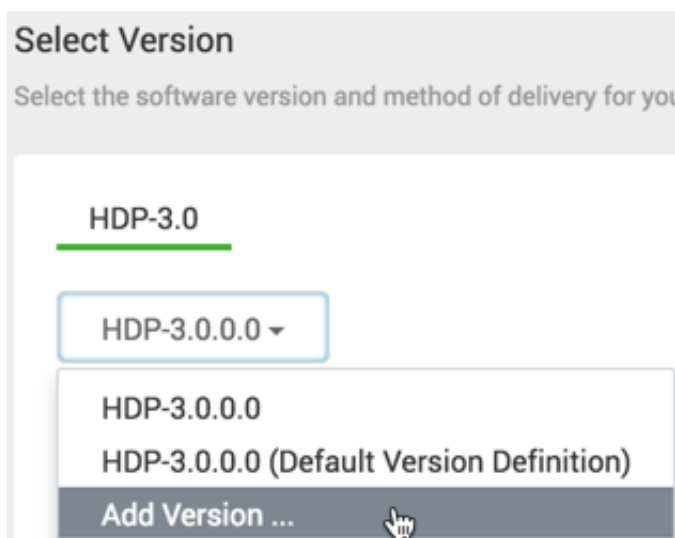 Select Version
Select the software version and method of delivery for
HDP-3.0
HDP-3.0.0.0
HDP-3.0.0.0
HDP-3.0.0.0 (Default Version Definition)
Add Version ...